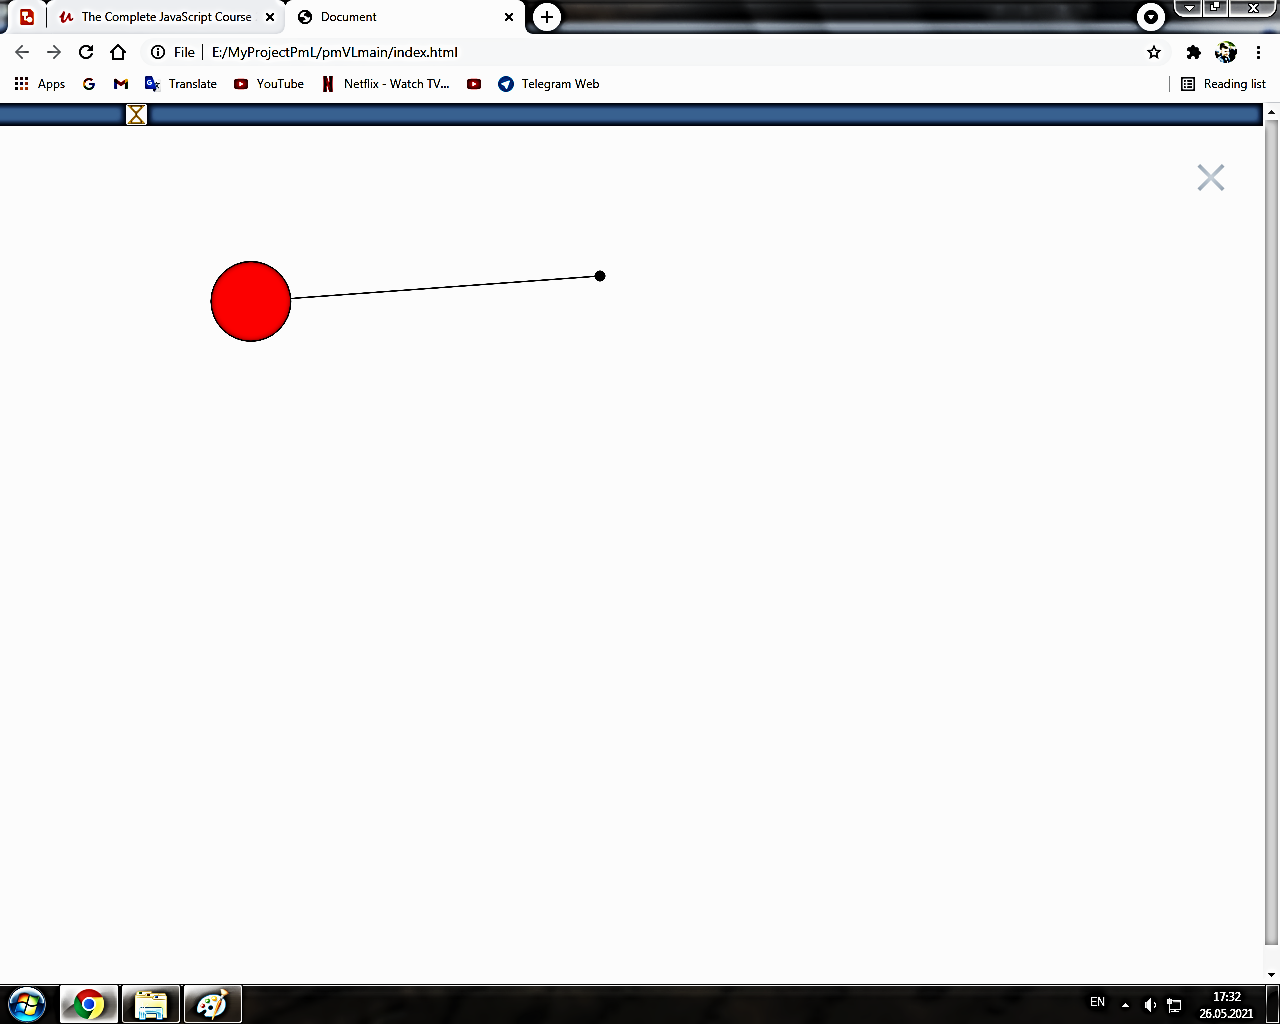 The Complete JavaScript Course
Document
File
E:/MyProjectPmL/pmVLmain/index.html
Apps
Translate
YouTube
Netflix - Watch TV...
Telegram Web
Reading list
EN
17:32
26.05.2021